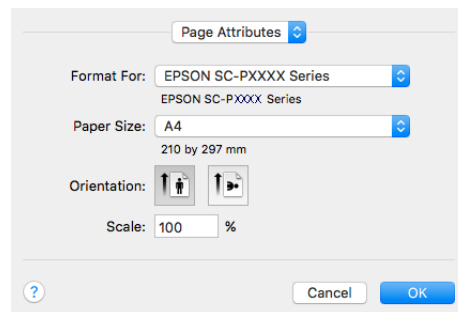 Page Attributes
Format For: EPSON SC-PXXXX Series
EPSON SC-PXXXX Series
Paper Size: A4
210 by 297 mm
Orientation:
Scale: 100 %
? Cancel OK